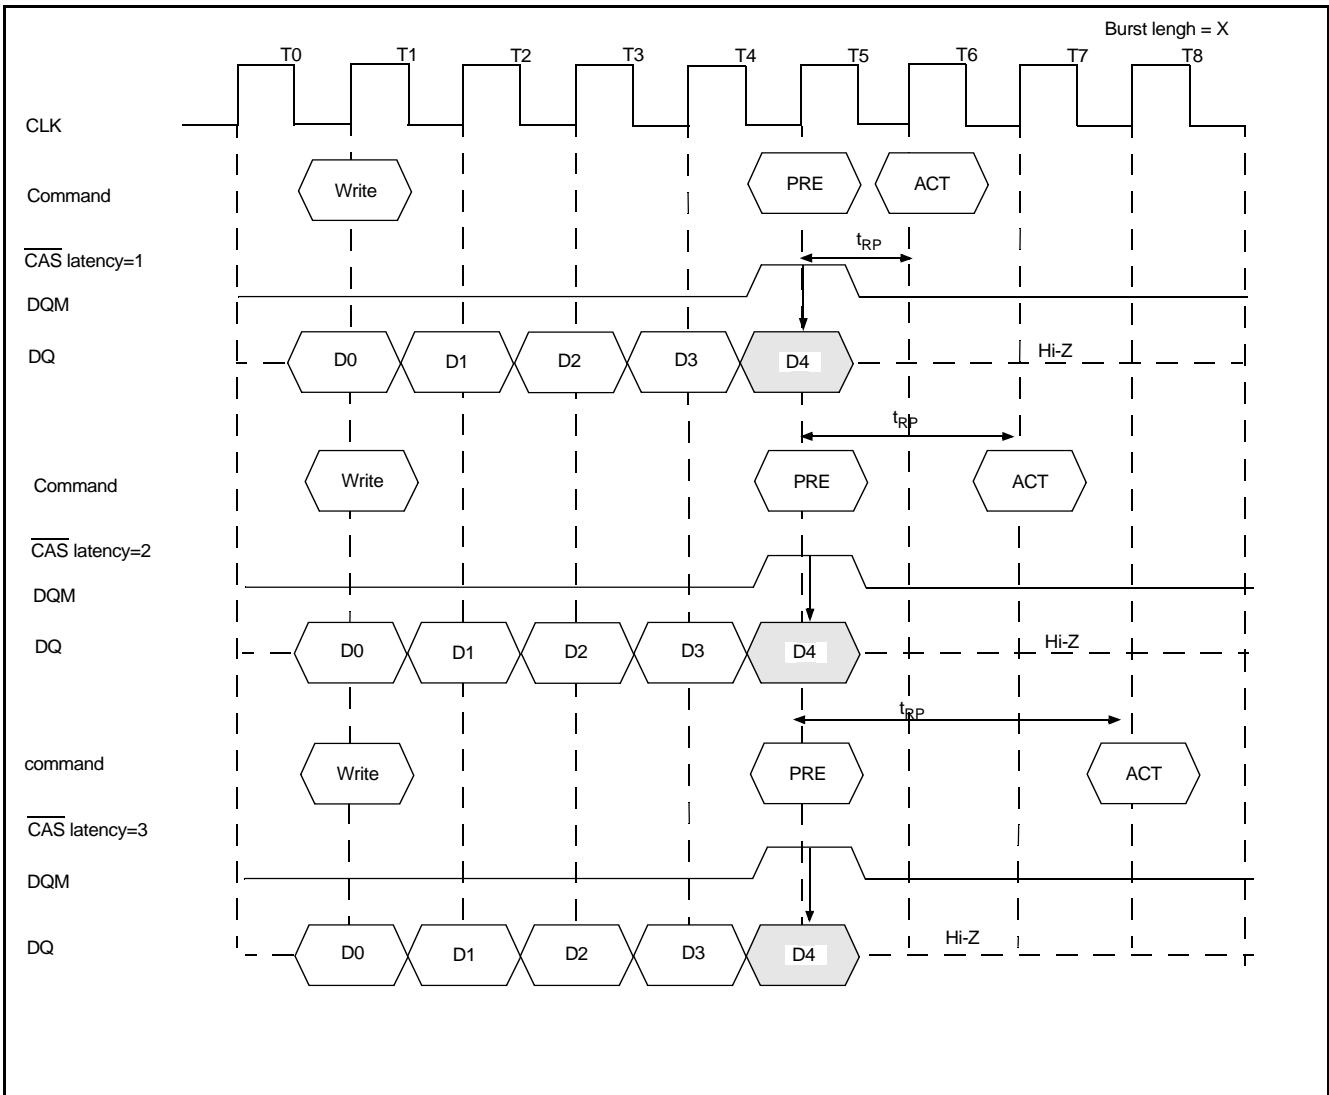 Burst lengh = X
T0 T1 T2 T3 T4 T5 T6 T7 T8
CLK
Command Write PRE ACT
CAS latency=1
tRP
DQM
DQ D0 D1 D2 D3 D4 Hi-Z
tRP
Command Write PRE ACT
CAS latency=2
DQM
DQ D0 D1 D2 D3 D4 Hi-Z
tRP
command Write PRE ACT
CAS latency=3
DQM
DQ D0 D1 D2 D3 D4 Hi-Z